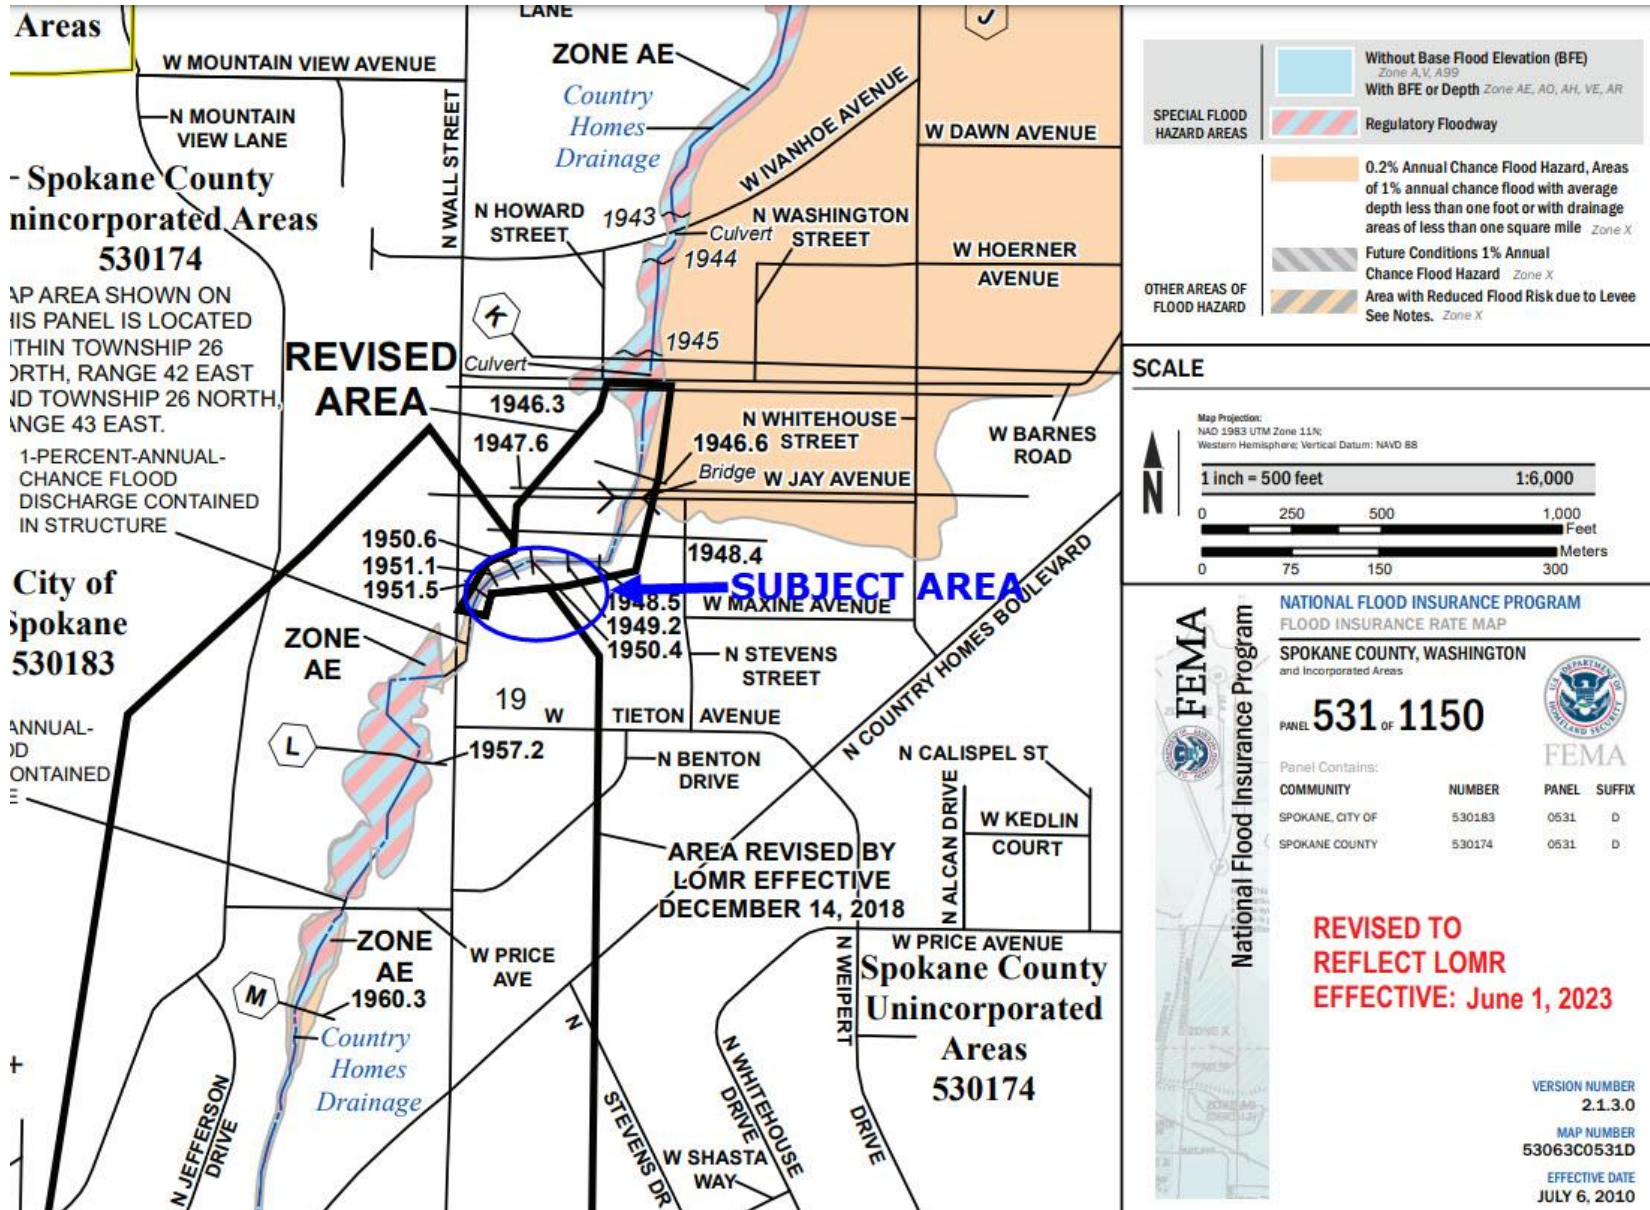 Areas
LANE
J
W MOUNTAIN VIEW AVENUE
N MOUNTAIN
VIEW LANE
N WALL STREET
ZONE AE
Country
Homes
Drainage
W IVANHOE AVENUE
W DAWN AVENUE
Spokane County
nincorporated Areas
530174
N HOWARD
STREET
1943
Culvert
1944
N WASHINGTON
STREET
W HOERNER
AVENUE
AP AREA SHOWN ON
HIS PANEL IS LOCATED
ITHIN TOWNSHIP 26
ORTH, RANGE 42 EAST
ND TOWNSHIP 26 NORTH,
ANGE 43 EAST.
K
REVISED
AREA
Culvert
1945
1946.3
1947.6
N WHITEHOUSE
STREET
1946.6
Bridge
W JAY AVENUE
W BARNES
ROAD
1-PERCENT-ANNUAL-
CHANCE FLOOD
DISCHARGE CONTAINED
IN STRUCTURE
1950.6
1951.1
1951.5
1948.4
SUBJECT AREA
1948.5
1949.2
1950.4
W MAXINE AVENUE
N STEVENS
STREET
N COUNTRY HOMES BOULEVARD
City of
Spokane
530183
ZONE
AE
19
W TIETON AVENUE
ANNUAL-
OD
ONTAINED
E
L
1957.2
N BENTON
DRIVE
N CALISPEL ST
N ALCAN DRIVE
W KEDLIN
COURT
AREA REVISED BY
LOMR EFFECTIVE
DECEMBER 14, 2018
ZONE
AE
W PRICE
AVE
M
1960.3
Country
Homes
Drainage
N WEIPERT
DRIVE
W PRICE AVENUE
Spokane County
Unincorporated
Areas
530174
N JEFFERSON
DRIVE
N
STEVENS DR
N WHITEHOUSE
DRIVE
W SHASTA
WAY
SPECIAL FLOOD
HAZARD AREAS
Without Base Flood Elevation (BFE)
Zone A,V, A99
With BFE or Depth Zone AE, AO, AH, VE, AR
Regulatory Floodway
OTHER AREAS OF
FLOOD HAZARD
0.2% Annual Chance Flood Hazard, Areas
of 1% annual chance flood with average
depth less than one foot or with drainage
areas of less than one square mile Zone X
Future Conditions 1% Annual
Chance Flood Hazard Zone X
Area with Reduced Flood Risk due to Levee
See Notes. Zone X
SCALE
Map Projection:
NAD 1983 UTM Zone 11N;
Western Hemisphere; Vertical Datum: NAVD 88
N
1 inch = 500 feet 1:6,000
0 250 500 1,000
Feet
Meters
0 75 150 300
FEMA
National Flood Insurance Program
NATIONAL FLOOD INSURANCE PROGRAM
FLOOD INSURANCE RATE MAP
SPOKANE COUNTY, WASHINGTON
and Incorporated Areas
PANEL 531 OF 1150
FEMA
Panel Contains:
COMMUNITY NUMBER PANEL SUFFIX
SPOKANE, CITY OF 530183 0531 D
SPOKANE COUNTY 530174 0531 D
REVISED TO
REFLECT LOMR
EFFECTIVE: June 1, 2023
VERSION NUMBER
2.1.3.0
MAP NUMBER
53063C0531D
EFFECTIVE DATE
JULY 6, 2010